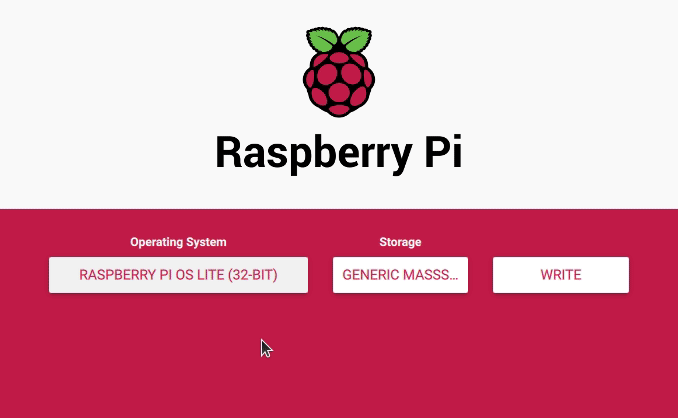 Raspberry Pi
Operating System
Storage
RASPBERRY PI OS LITE (32-BIT)
GENERIC MASSS...
WRITE